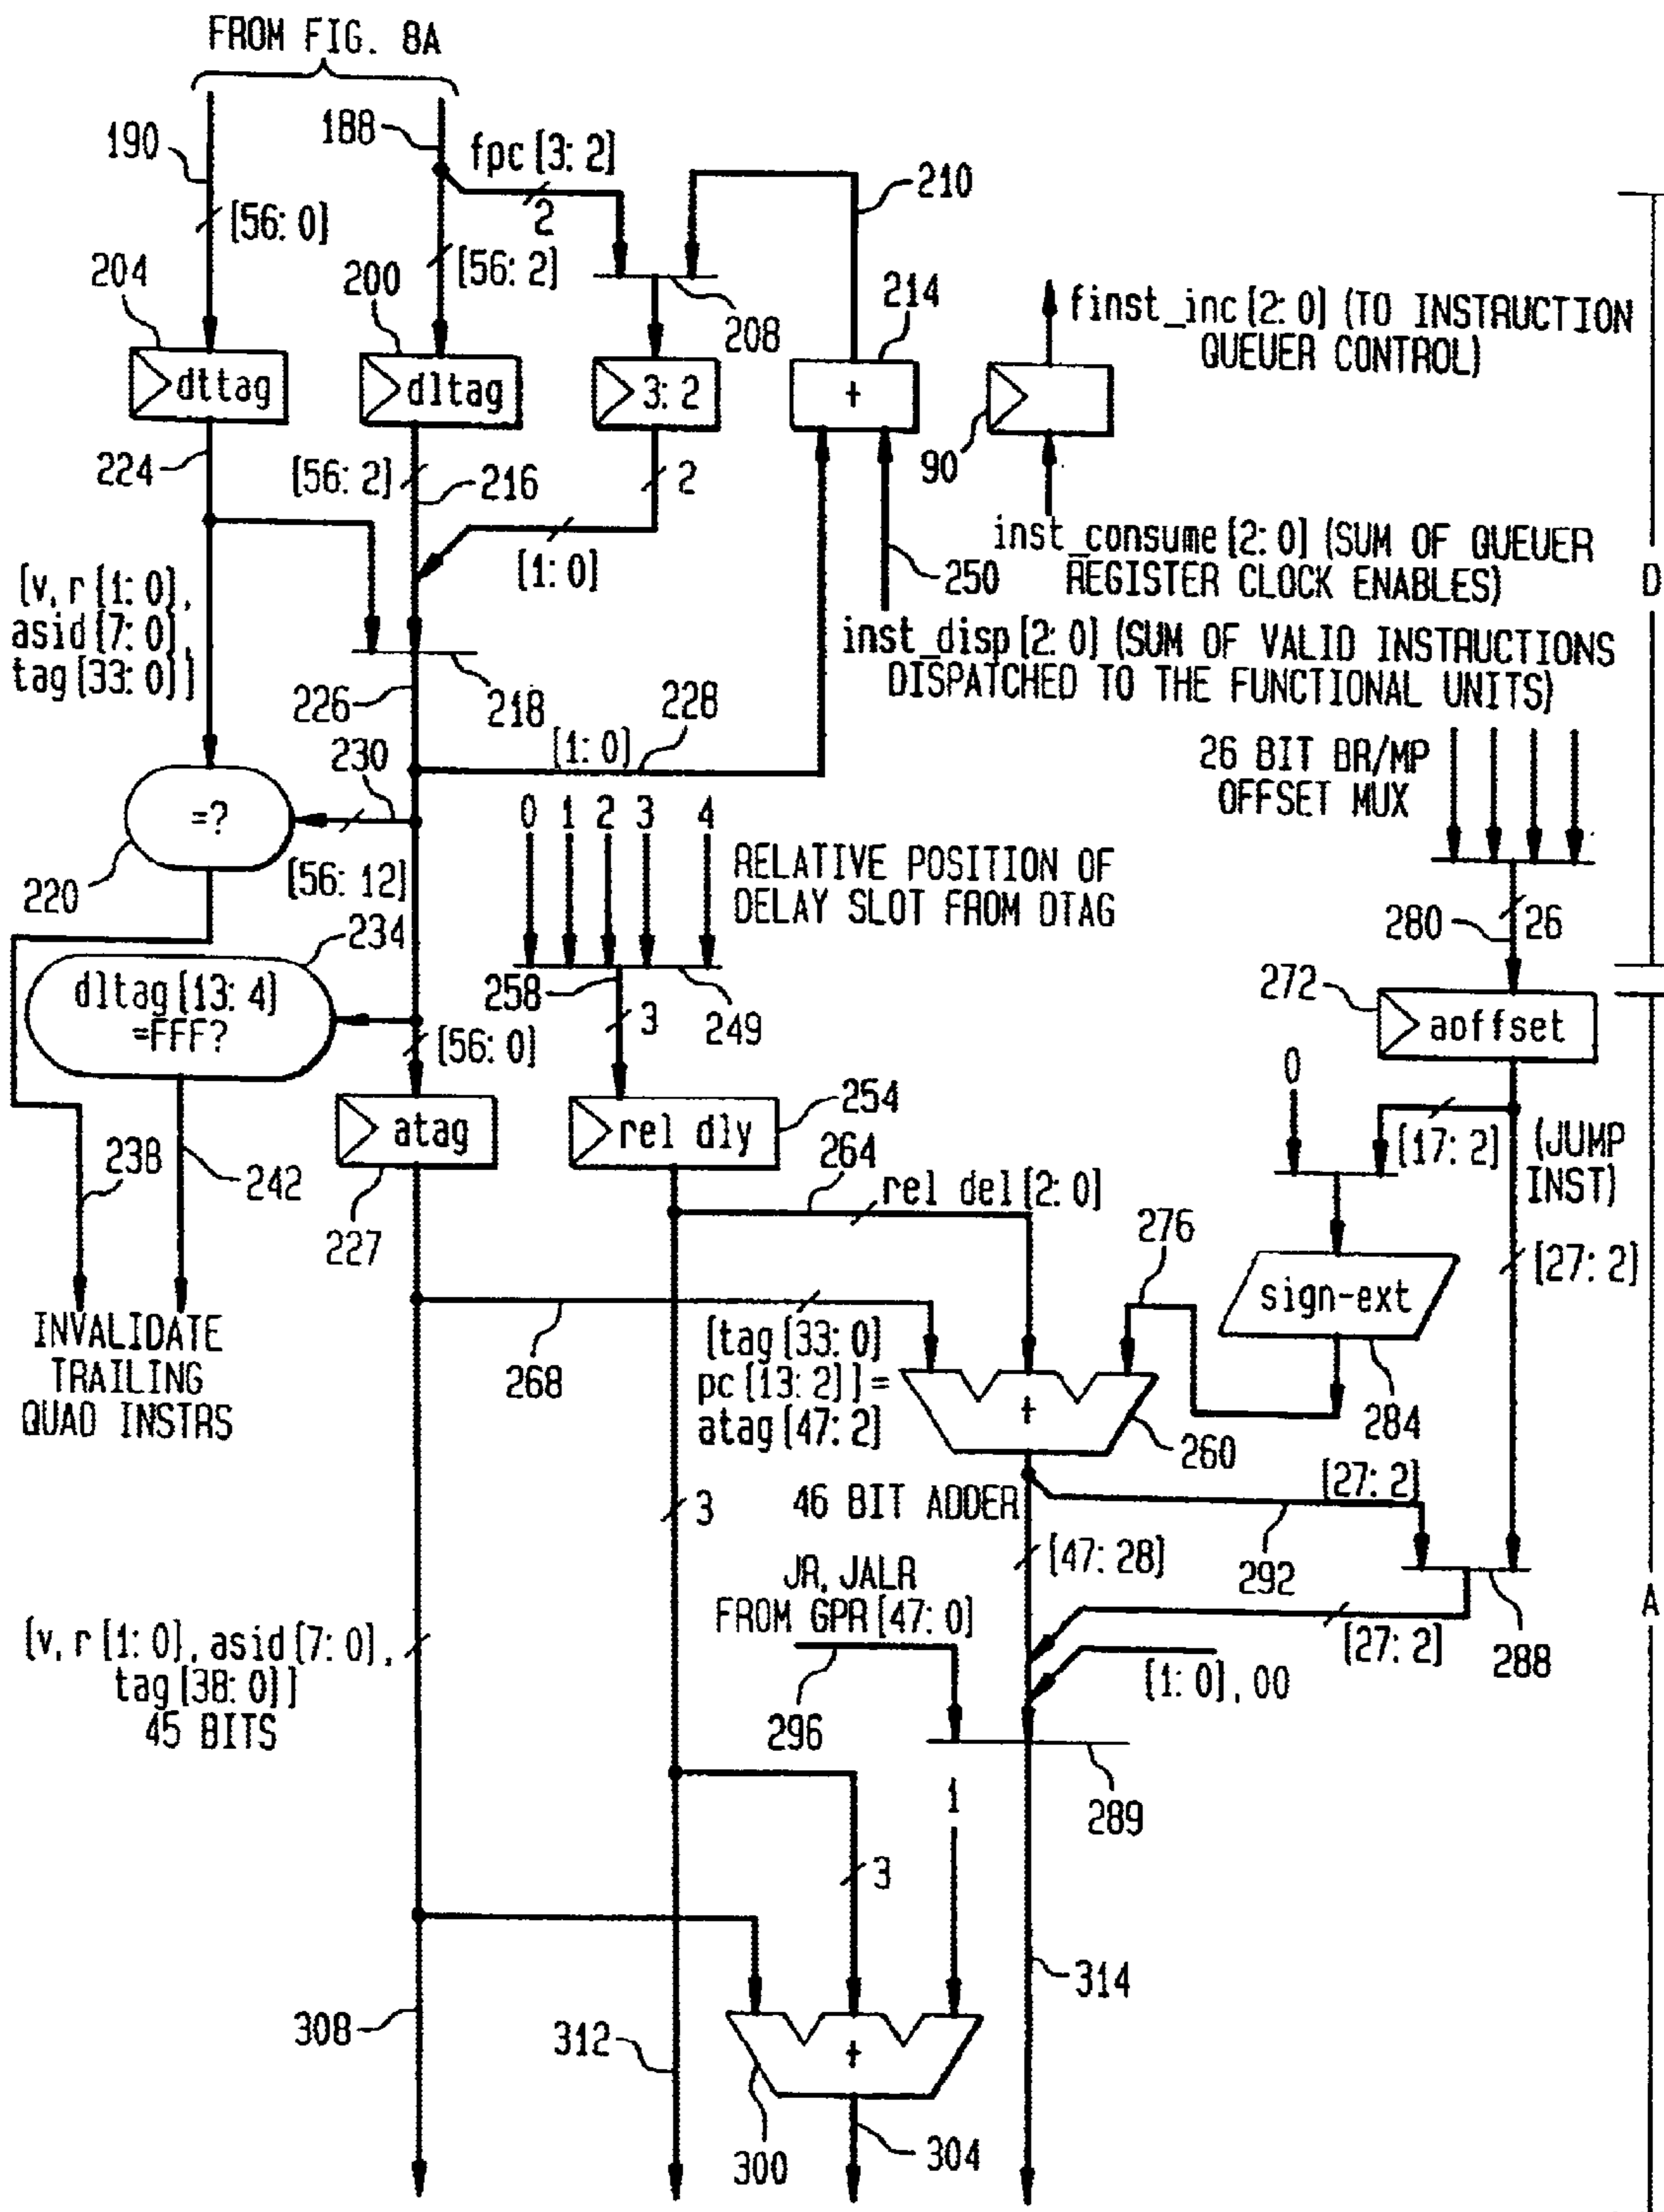 FROM FIG. 8A
190
188
fpc [3: 2]
2
210
[56: 0]
[56: 2]
204
200
208
214
finst_inc [2: 0] (TO INSTRUCTION
QUEUER CONTROL)
dttag
dltag
3: 2
+
90
224
[56: 2]
216
2
[1: 0]
250
inst_consume [2: 0] (SUM OF QUEUER
REGISTER CLOCK ENABLES)
D
[v, r [1: 0],
asid [7: 0],
tag [33: 0]]
inst_disp [2: 0] (SUM OF VALID INSTRUCTIONS
DISPATCHED TO THE FUNCTIONAL UNITS)
226
218
228
[1: 0]
230
26 BIT BR/MP
OFFSET MUX
=?
0 1 2 3 4
220
[56: 12]
RELATIVE POSITION OF
DELAY SLOT FROM DTAG
280
26
234
dltag [13: 4]
=FFF?
258
249
3
272
aoffset
[56: 0]
0
atag
rel dly
254
[17: 2]
(JUMP
INST)
238
242
264
rel del [2: 0]
227
276
[27: 2]
sign-ext
INVALIDATE
TRAILING
QUAD INSTRS
268
[tag [33: 0]
pc [13: 2]] =
atag [47: 2]
+
260
284
46 BIT ADDER
[27: 2]
3
[47: 28]
292
JR, JALR
FROM GPR [47: 0]
A
[v, r [1: 0], asid [7: 0],
tag [38: 0]]
45 BITS
[27: 2]
288
[1: 0], 00
296
289
1
3
314
308
312
+
300
304